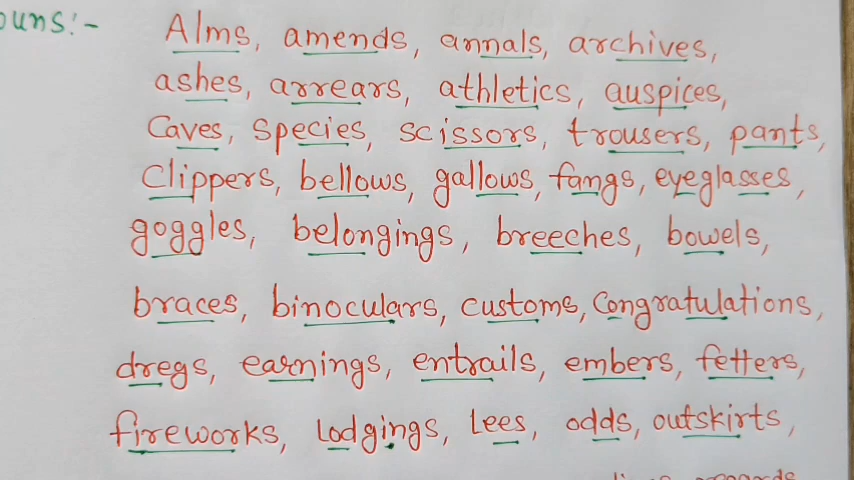 ouns:-
Alms, amends, annals, archives,
ashes, arrears, athletics, auspices,
Caves, Species, scissors, trousers, pants,
Clippers, bellows, gallows, fangs, eyeglasses,
goggles, belongings, breeches, bowels,
braces, binoculars, customs, Congratulations,
dregs, earnings, entrails, embers, fetters,
fireworks, Lodgings, Lees, odds, outskirts,